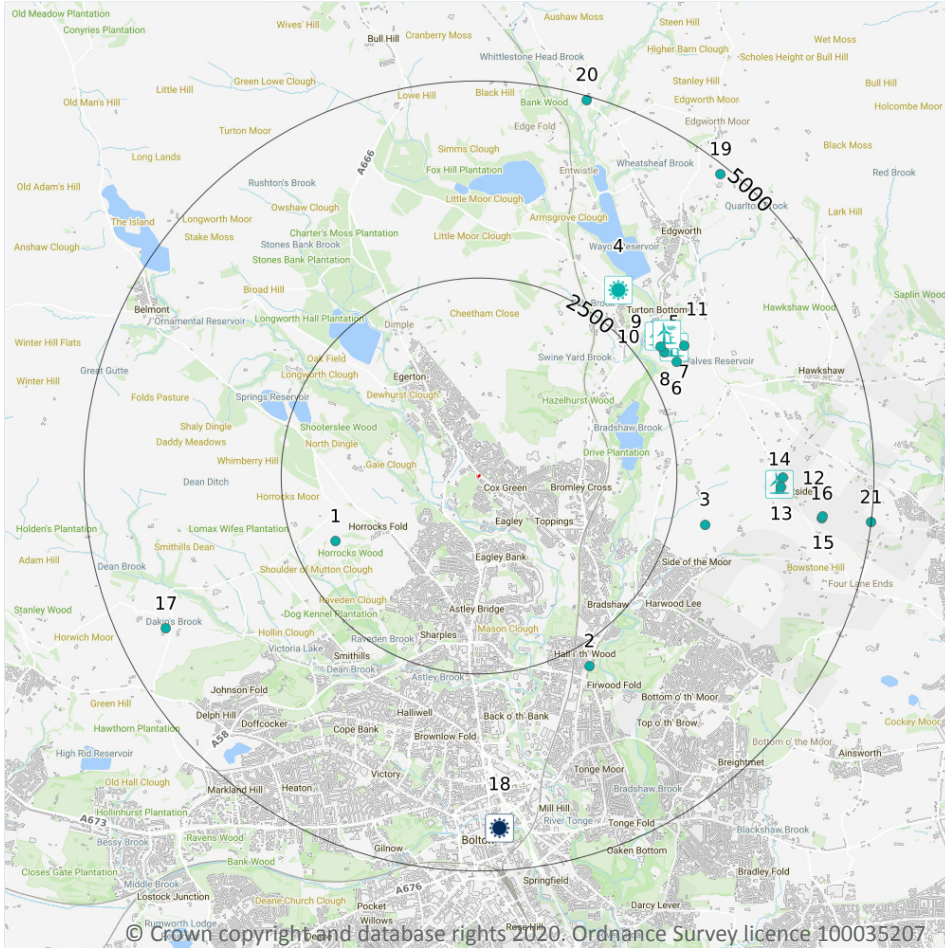 Old Meadow Plantation
Conyries Plantation
Wives' Hill
Bull Hill
Cranberry Moss
Aushaw Moss
Steen Hill
Wet Moss
Higher Barn Clough
Scholes Height or Bull Hill
Whittlestone Head Brook
20
Little Hill
Green Lowe Clough
Lowe Hill
Black Hill
Bank Wood
Stanley Hill
Bull Hill
Old Man's Hill
Edgworth Moor
Holcombe Moor
Turton Moor
Edge Fold
Edgworth Moor
Simms Clough
19
Black Moss
Long Lands
A666
Fox Hill Plantation
Entwistle
Wheatsheaf Brook
Red Brook
Old Adam's Hill
Rushton's Brook
5000
Little Moor Clough
Owshaw Clough
Lark Hill
The Island
Longworth Moor
Armsgrove Clough
Charter's Moss Plantation
Edgworth
Stake Moss
Little Moor Clough
Anshaw Clough
Stones Bank Brook
4
Stones Bank Plantation
Broad Hill
Saplin Wood
Belmont
2500
Turton Bottoms
11
Hawkshaw Wood
Ornamental Reservoir
Longworth Hall Plantation
Dimple
Cheetham Close
9
5
10
Winter Hill Flats
Oak Field
Swine Yard Brook
Great Gutte
Longworth Clough
Egerton
7
Hawkshaw
Winter Hill
8
6
Dewhurst Clough
Folds Pasture
Springs Reservoir
Hazelhurst Wood
Shaly Dingle
Shooterslee Wood
Bradshaw Brook
Daddy Meadows
North Dingle
Drive Plantation
Whimberry Hill
Gale Clough
14
Dean Ditch
12
Cox Green
Bromley Cross
Horrocks Moor
16
3
21
1
13
Eagley
Toppings
Holden's Plantation
Lomax Wifes Plantation
Horrocks Fold
15
Smithills Dean
Horrocks Wood
Eagley Bank
Side of the Moor
Adam Hill
Dean Brook
Shoulder of Mutton Clough
Bowstone Hill
Four Lane Ends
17
Raveden Clough
Bradshaw
Harwood Lee
Stanley Wood
Dog Kennel Plantation
Astley Bridge
Dakin's Brook
Hollin Clough
Sharples
Mason Clough
Horwich Moor
Raveden Brook
2
Victoria Lake
Smithills
Hall i' th' Wood
Dean Brook
Astley Brook
Firwood Fold
Johnson Fold
Bottom o' th' Moor
Green Hill
Halliwell
Delph Hill
Back o' th' Bank
Cockey Moor
Doffcocker
Cope Bank
Top o' th' Brow
Hawthorn Plantation
A58
Brownlow Fold
Bottom o' the Moor
Ainsworth
High Rid Reservoir
Breightmet
Victory
Tonge Moor
Old Hall Clough
18
Markland Hill
Heaton
Bradshaw Brook
Hollinhurst Plantation
Mill Hill
A673
River Tonge
Tonge Fold
Blackshaw Brook
Bessy Brook
Ravens Wood
Gilnow
Oaken Bottom
Closes Gate Plantation
Bank Wood
Bradley Fold
Middle Brook
Springfield
Lostock Junction
Deane Church Clough
A676
Darcy Lever
Pocket
Willows
Rumworth Lodge
© Crown copyright and database rights 2020. Ordnance Survey licence 100035207